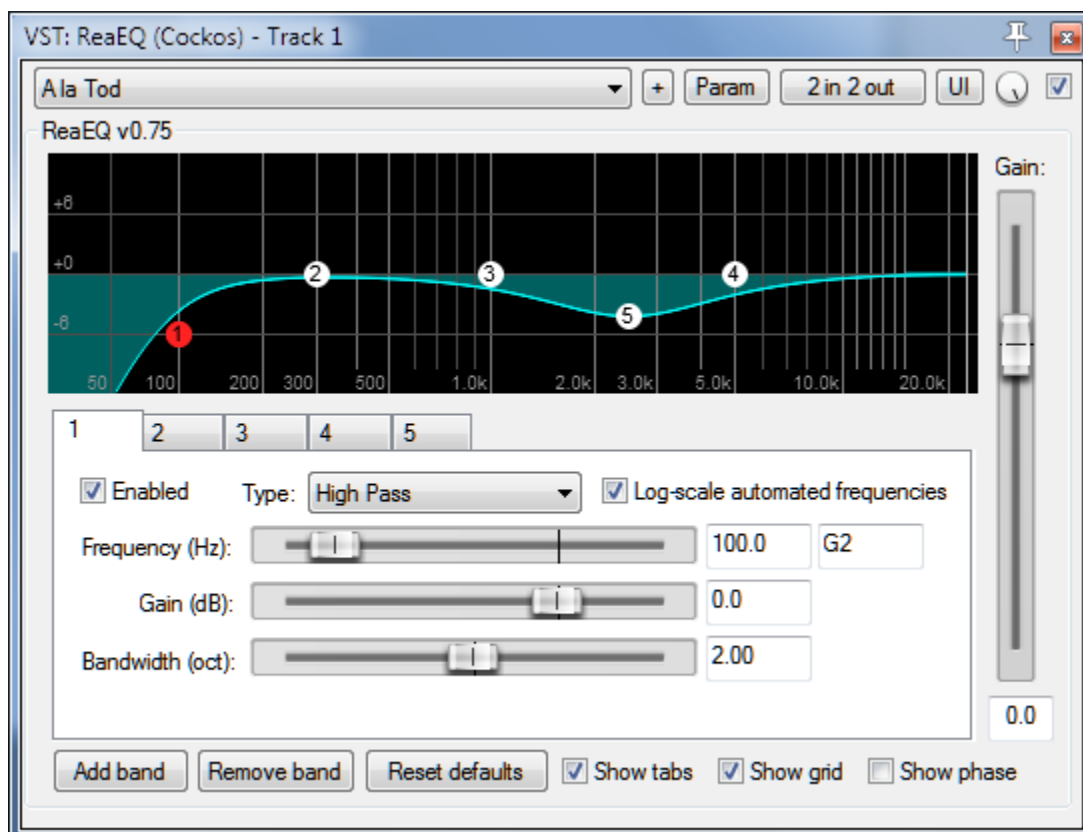 VST: ReaEQ (Cockos) - Track 1
A la Tod + Param 2 in 2 out UI
ReaEQ v0.75
Gain:
+6
+0
-6
1 2 3 4 5
50 100 200 300 500 1.0k 2.0k 3.0k 5.0k 10.0k 20.0k
1 2 3 4 5
Enabled Type: High Pass Log-scale automated frequencies
Frequency (Hz): 100.0 G2
Gain (dB): 0.0
Bandwidth (oct): 2.00
0.0
Add band Remove band Reset defaults Show tabs Show grid Show phase